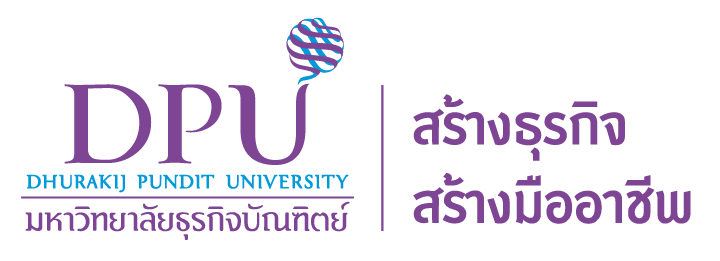 DPU
DHURAKIJ PUNDIT UNIVERSITY
มหาวิทยาลัยธุรกิจบัณฑิตย์
สร้างธุรกิจ
สร้างมืออาชีพ